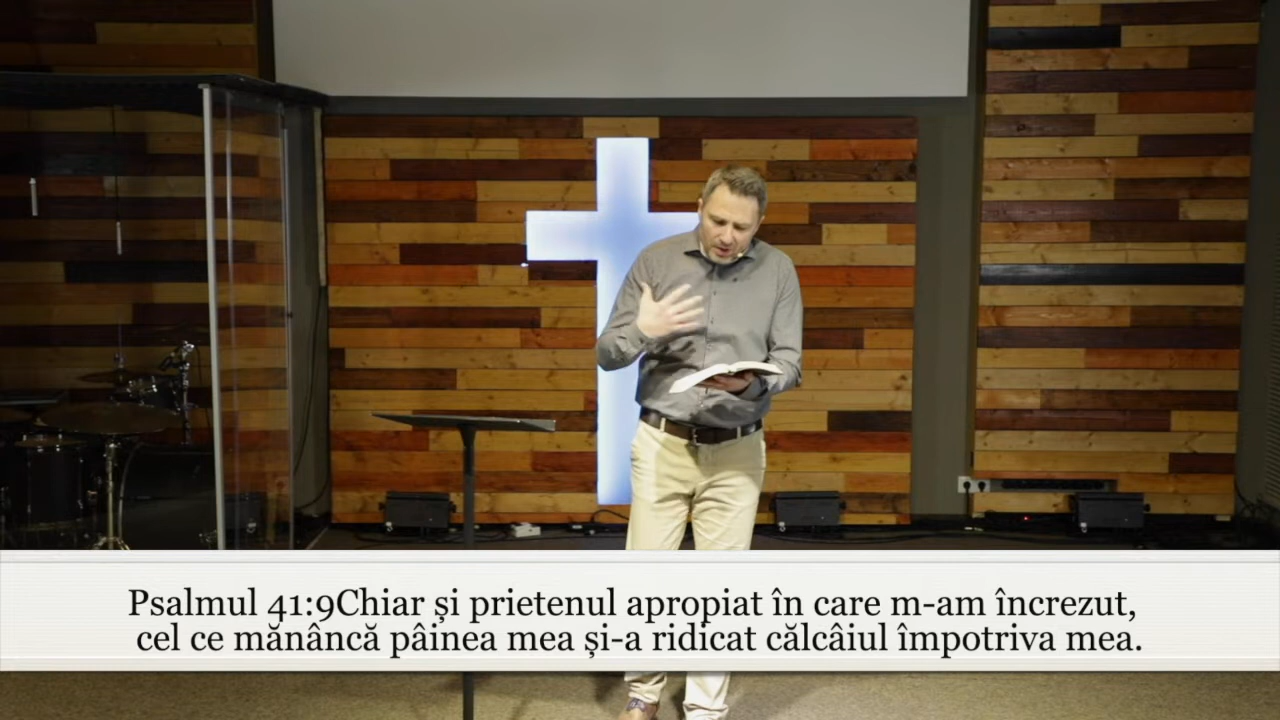 Psalmul 41:9Chiar și prietenul apropiat în care m-am încrezut,
cel ce mănâncă pâinea mea și-a ridicat călcâiul împotriva mea.